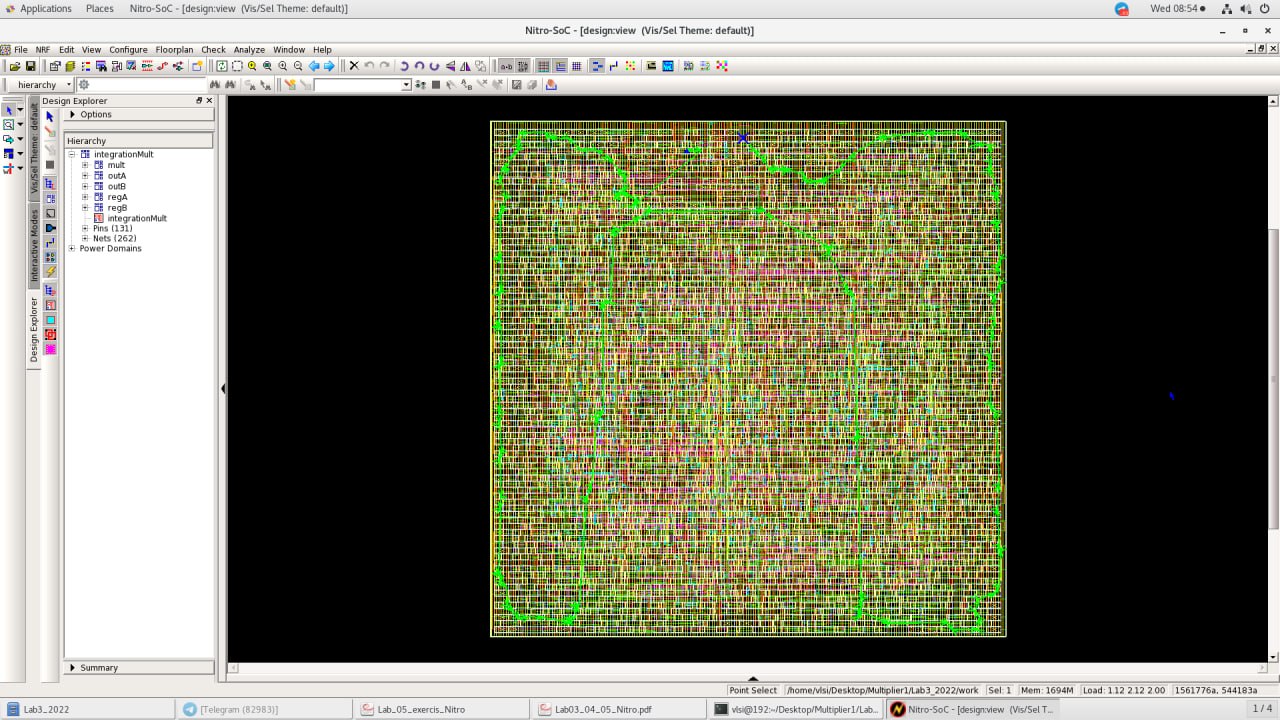 Applications Places Nitro-SoC - [design:view (Vis/Sel Theme: default)] Wed 08:54
Nitro-SoC - [design:view (Vis/Sel Theme: default)]
File NRF Edit View Configure Floorplan Check Analyze Window Help
hierarchy
Design Explorer
Options
Hierarchy
integrationMult
mult
outA
outB
regA
regB
integrationMult
Pins (131)
Nets (262)
Power Domains
Summary
Vis/Sel Theme: default
Interactive Modes
Design Explorer
Point Select /home/vlsi/Desktop/Multiplier1/Lab3_2022/work Sel: 1 Mem: 1694M Load: 1.12 2.12 2.00 1561776a, 544183a
Lab3_2022 [Telegram (82983)] Lab_05_exercis_Nitro Lab03_04_05_Nitro.pdf vlsi@192:~/Desktop/Multiplier1/Lab... Nitro-SoC - [design:view (Vis/Sel T... 1 / 4